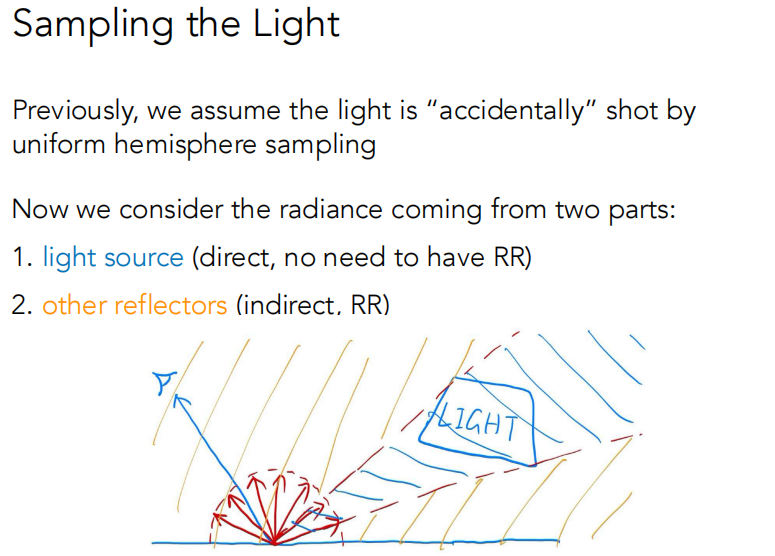 Sampling the Light
Previously, we assume the light is “accidentally” shot by
uniform hemisphere sampling
Now we consider the radiance coming from two parts:
1. light source (direct, no need to have RR)
2. other reflectors (indirect, RR)
LIGHT